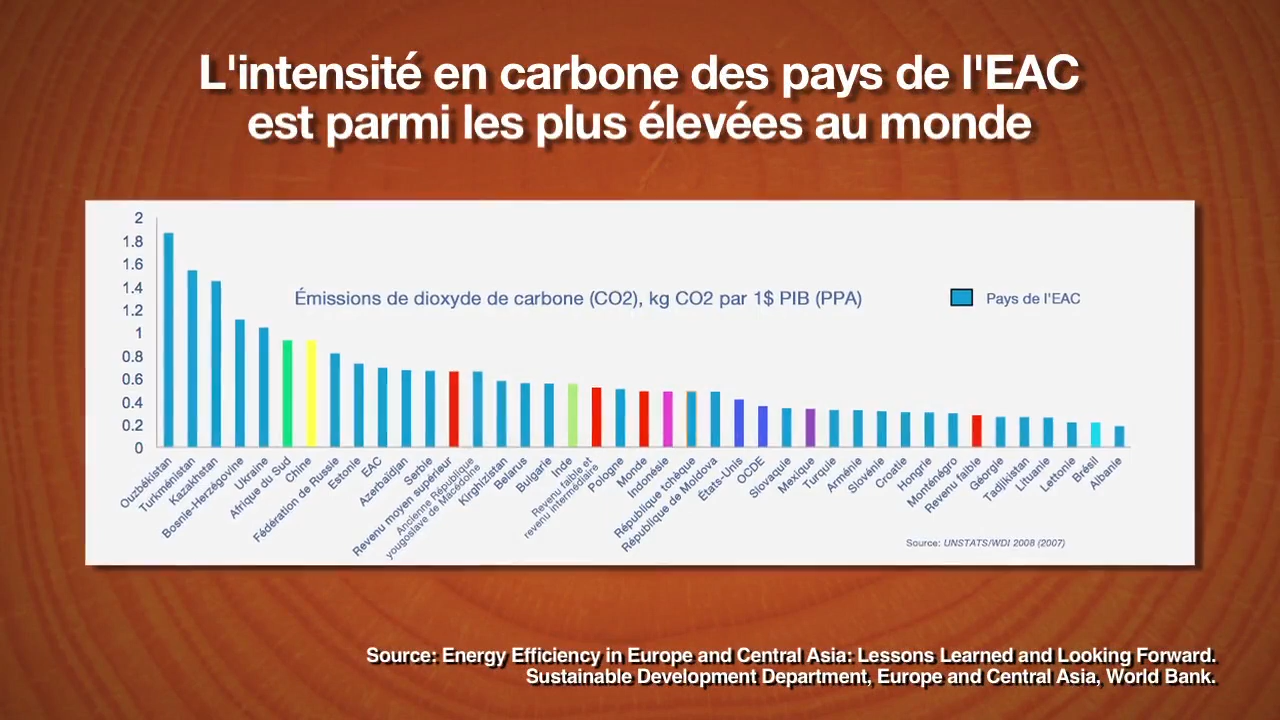 L'intensité en carbone des pays de l'EAC
est parmi les plus élevées au monde
2
1.8
1.6
1.4
1.2
1
0.8
0.6
0.4
0.2
0
Émissions de dioxyde de carbone (CO2), kg CO2 par 1$ PIB (PPA)
Pays de l'EAC
Ouzbékistan
Turkménistan
Kazakhstan
Bosnie-Herzégovine
Ukraine
Afrique du Sud
Chine
Fédération de Russie
Estonie
EAC
Azerbaïdjan
Serbie
Revenu moyen supérieur
Ancienne République
yougoslave de Macédoine
Kirghizistan
Belarus
Bulgarie
Inde
Revenu faible et
revenu intermédiaire
Pologne
Monde
Indonésie
République tchèque
République de Moldova
États-Unis
OCDE
Slovaquie
Mexique
Turquie
Arménie
Slovénie
Croatie
Hongrie
Monténégro
Revenu faible
Géorgie
Tadjikistan
Lituanie
Lettonie
Brésil
Albanie
Source: UNSTATS/WDI 2008 (2007)
Source: Energy Efficiency in Europe and Central Asia: Lessons Learned and Looking Forward.
Sustainable Development Department, Europe and Central Asia, World Bank.